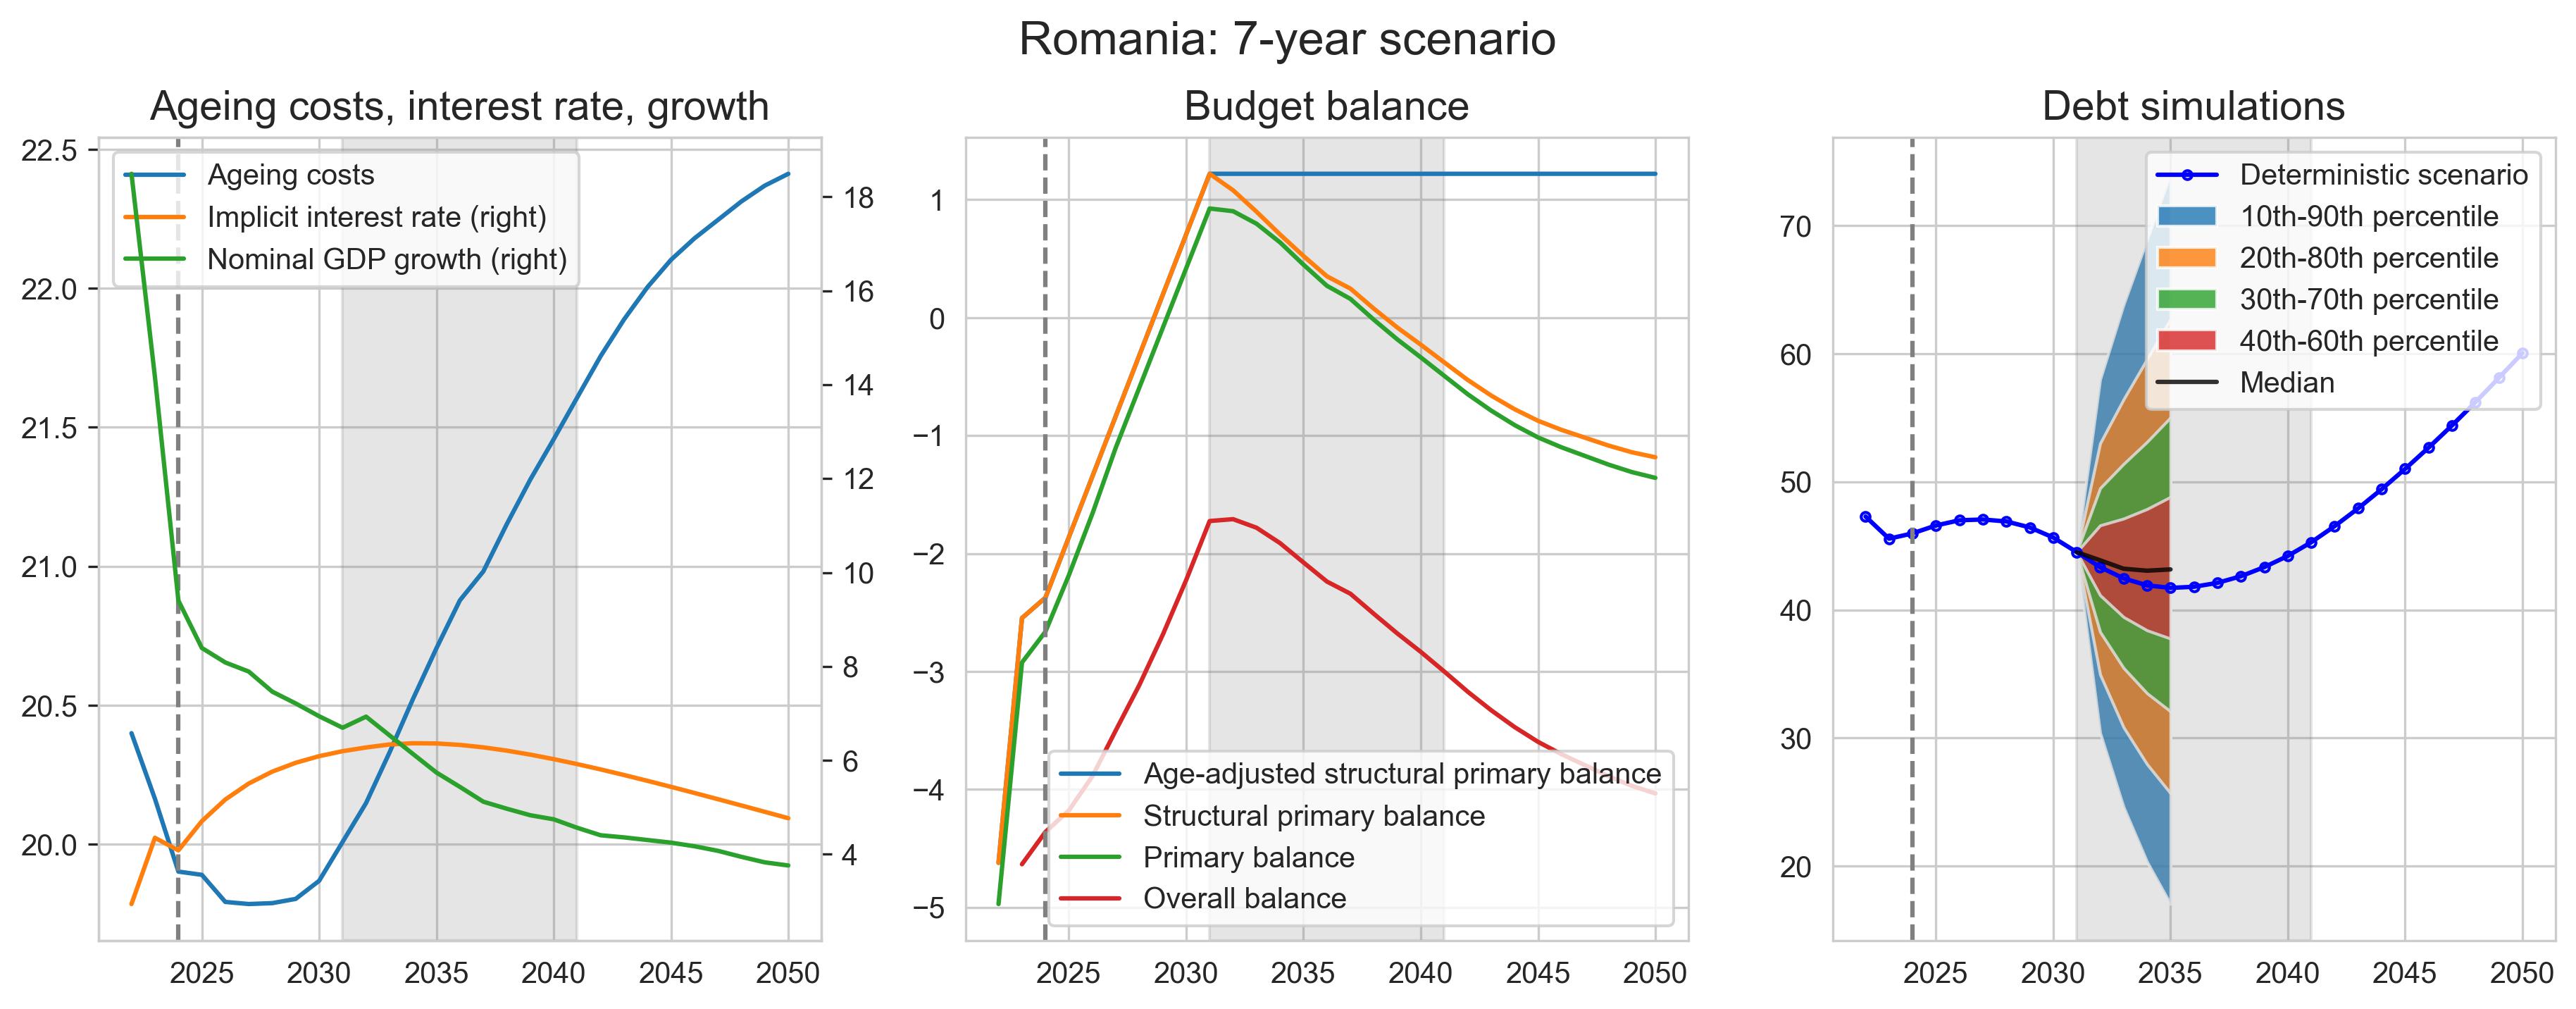 Romania: 7-year scenario
Ageing costs, interest rate, growth
22.5
22.0
21.5
21.0
20.5
20.0
Ageing costs
Implicit interest rate (right)
Nominal GDP growth (right)
18
16
14
12
10
8
6
4
2025 2030 2035 2040 2045 2050
Budget balance
1
0
−1
−2
−3
−4
−5
Age-adjusted structural primary balance
Structural primary balance
Primary balance
Overall balance
2025 2030 2035 2040 2045 2050
Debt simulations
70
60
50
40
30
20
Deterministic scenario
10th-90th percentile
20th-80th percentile
30th-70th percentile
40th-60th percentile
Median
2025 2030 2035 2040 2045 2050